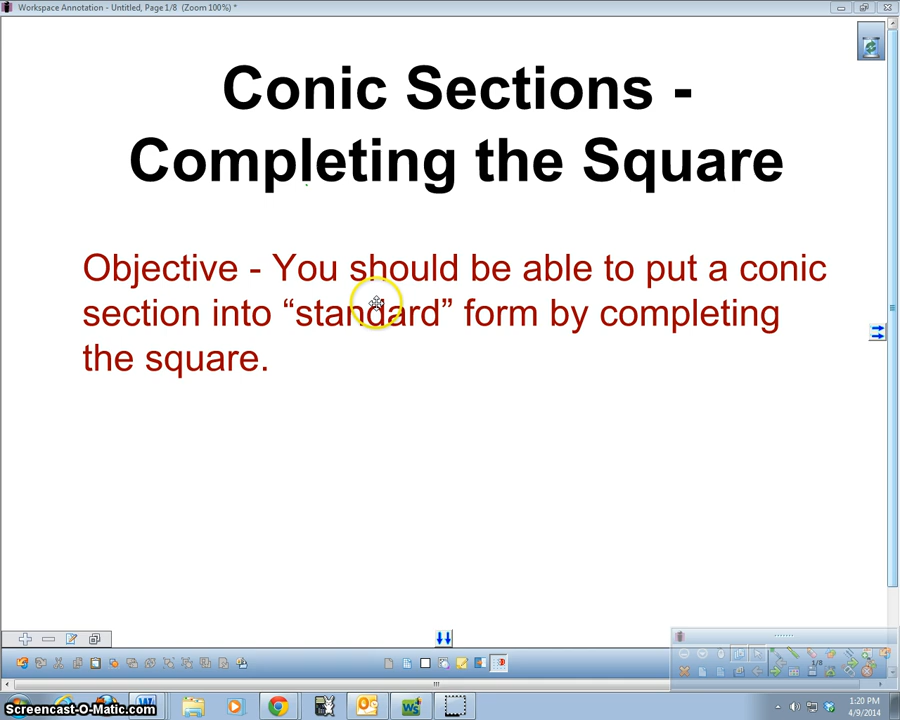 Workspace Annotation - Untitled, Page 1/8 (Zoom 100%) *
Conic Sections -
Completing the Square
Objective - You should be able to put a conic
section into “standard” form by completing
the square.
1/8
Screencast-O-Matic.com
1:20 PM
4/9/2014